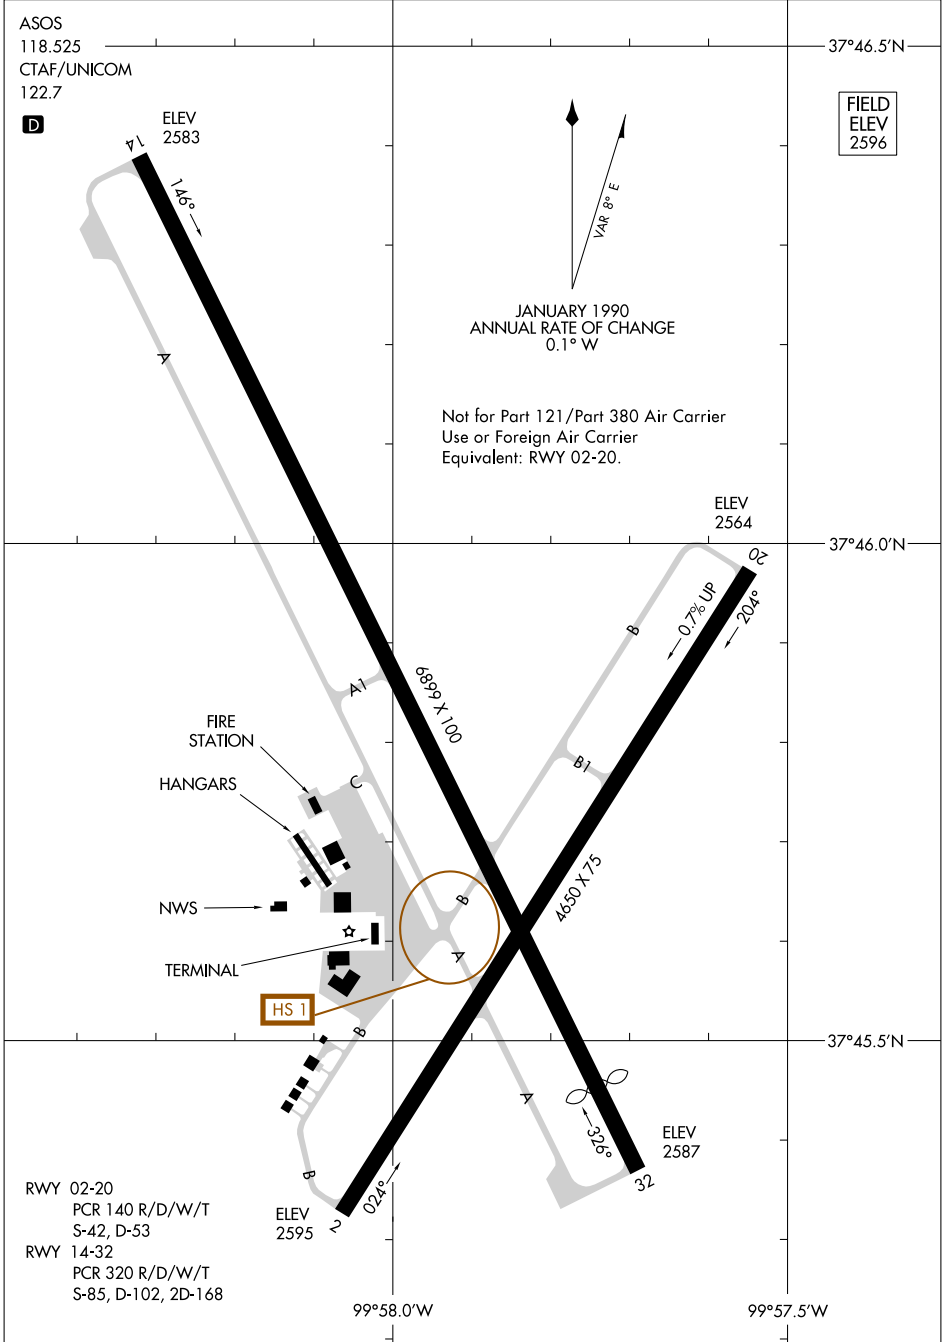 ASOS
118.525
CTAF/UNICOM
122.7
D
37°46.5'N
FIELD
ELEV
2596
ELEV
2583
14
146°
VAR 8° E
JANUARY 1990
ANNUAL RATE OF CHANGE
0.1° W
A
Not for Part 121/Part 380 Air Carrier
Use or Foreign Air Carrier
Equivalent: RWY 02-20.
ELEV
2564
37°46.0'N
20
204°
0.7% UP
B
A1
6899 X 100
FIRE
STATION
HANGARS
C
B1
4650 X 75
B
NWS
A
TERMINAL
HS 1
B
37°45.5'N
A
326°
ELEV
2587
32
B
024°
ELEV
2595
2
RWY 02-20
PCR 140 R/D/W/T
S-42, D-53
RWY 14-32
PCR 320 R/D/W/T
S-85, D-102, 2D-168
99°58.0'W
99°57.5'W